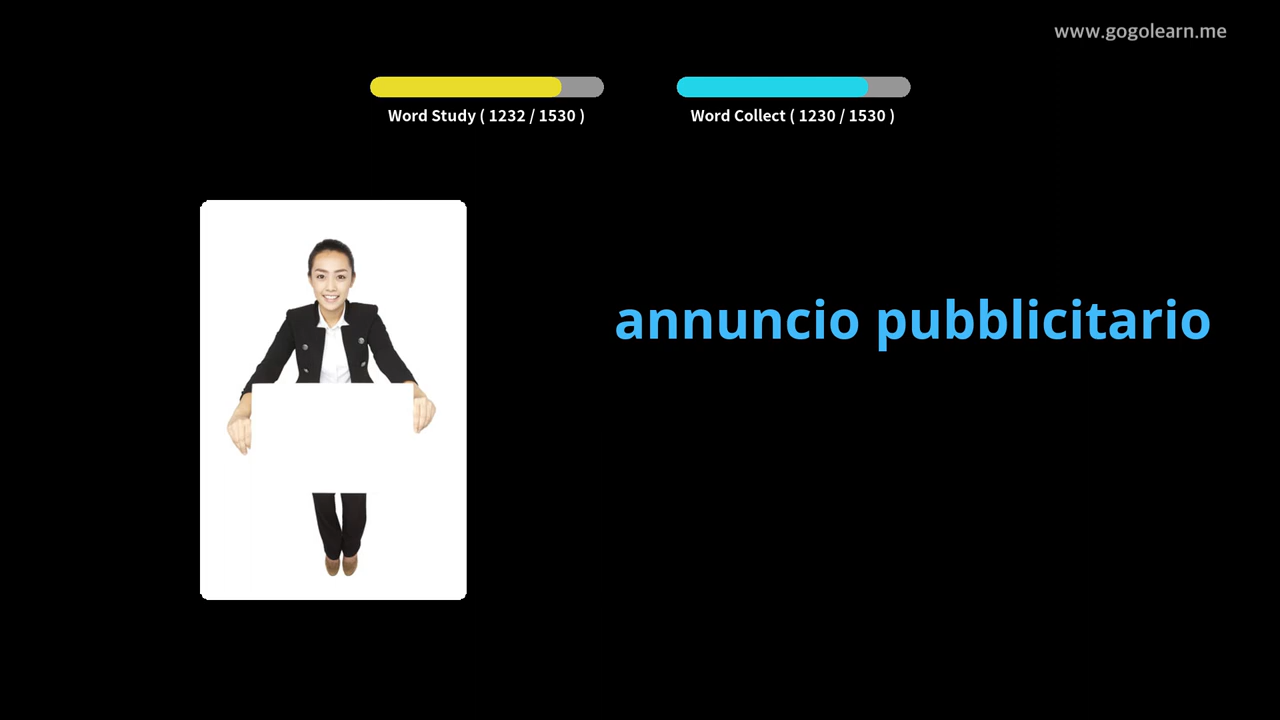 www.gogolearn.me
Word Study ( 1232 / 1530 )
Word Collect ( 1230 / 1530 )
annuncio pubblicitario